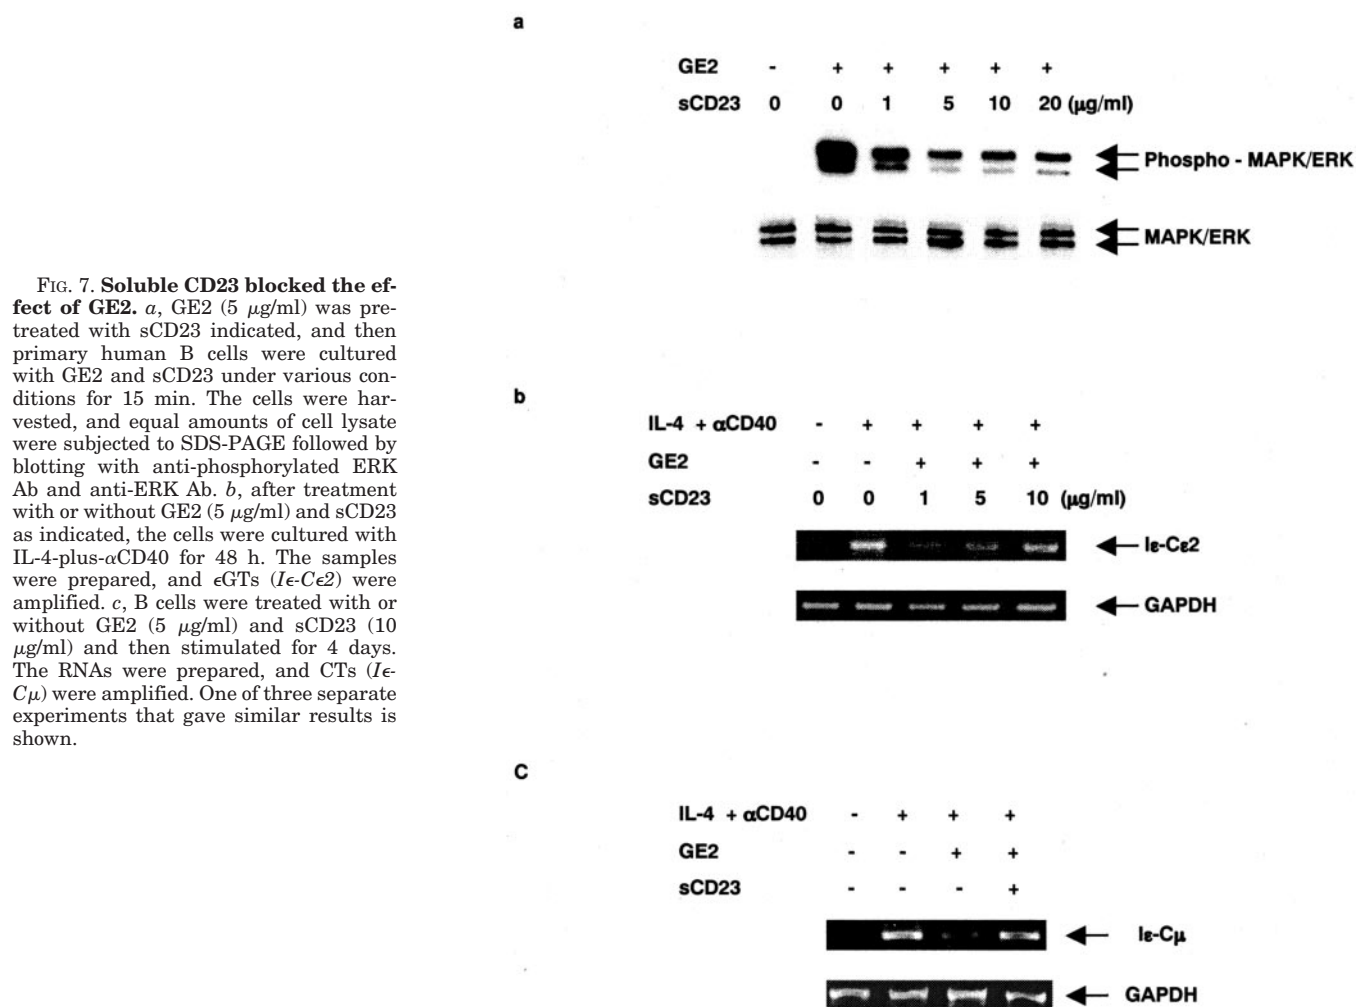 a
GE2 - + + + + +
sCD23 0 0 1 5 10 20 (μg/ml)
Phospho - MAPK/ERK
MAPK/ERK
FIG. 7. Soluble CD23 blocked the ef-
fect of GE2. a, GE2 (5 μg/ml) was pre-
treated with sCD23 indicated, and then
primary human B cells were cultured
with GE2 and sCD23 under various con-
ditions for 15 min. The cells were har-
vested, and equal amounts of cell lysate
were subjected to SDS-PAGE followed by
blotting with anti-phosphorylated ERK
Ab and anti-ERK Ab. b, after treatment
with or without GE2 (5 μg/ml) and sCD23
as indicated, the cells were cultured with
IL-4-plus-αCD40 for 48 h. The samples
were prepared, and ϵGTs (Iϵ-Cϵ2) were
amplified. c, B cells were treated with or
without GE2 (5 μg/ml) and sCD23 (10
μg/ml) and then stimulated for 4 days.
The RNAs were prepared, and CTs (Iϵ-
Cμ) were amplified. One of three separate
experiments that gave similar results is
shown.
b
IL-4 + αCD40 - + + + +
GE2 - - + + +
sCD23 0 0 1 5 10 (μg/ml)
Iε-Cε2
GAPDH
C
IL-4 + αCD40 - + + +
GE2 - - + +
sCD23 - - - +
Iε-Cμ
GAPDH